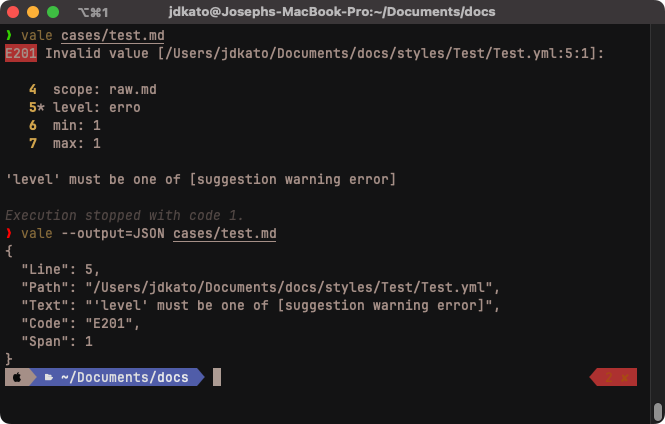 ⌥⌘1
jdkato@Josephs-MacBook-Pro:~/Documents/docs
❯ vale cases/test.md
E201 Invalid value [/Users/jdkato/Documents/docs/styles/Test/Test.yml:5:1]:
4 scope: raw.md
5* level: erro
6 min: 1
7 max: 1
'level' must be one of [suggestion warning error]
Execution stopped with code 1.
❯ vale --output=JSON cases/test.md
{
"Line": 5,
"Path": "/Users/jdkato/Documents/docs/styles/Test/Test.yml",
"Text": "'level' must be one of [suggestion warning error]",
"Code": "E201",
"Span": 1
}
~/Documents/docs
2 ✘